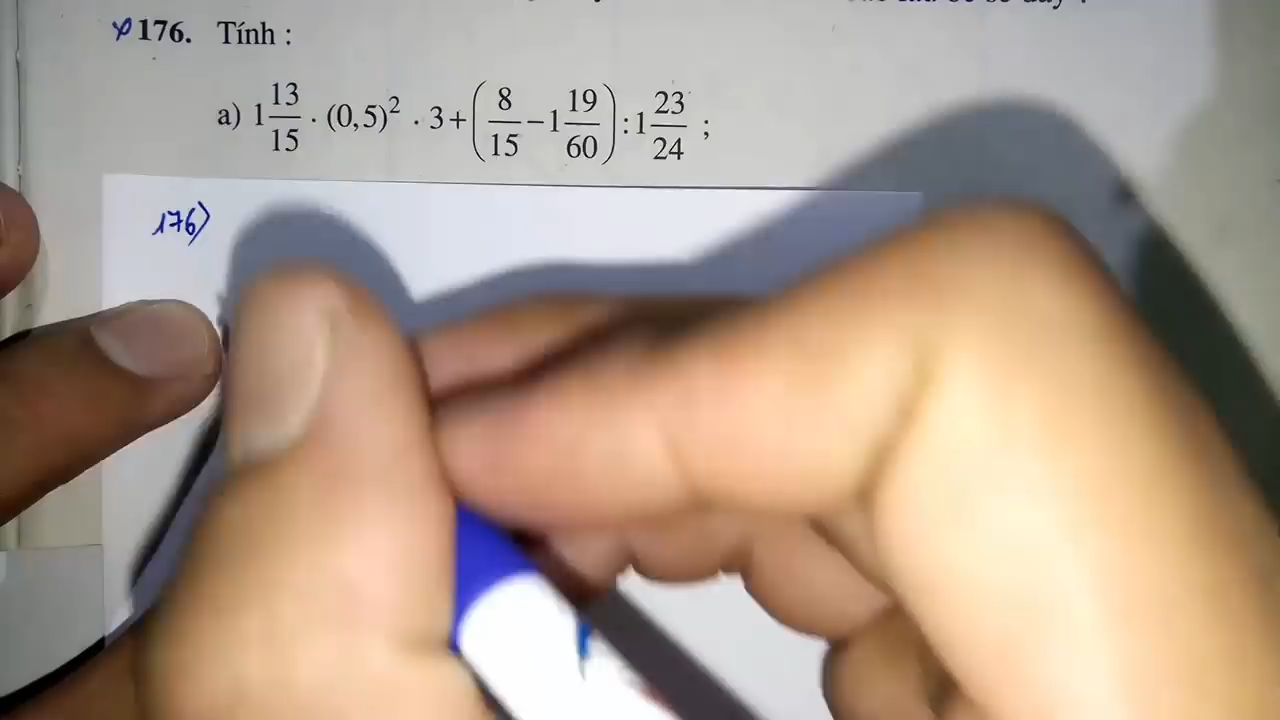 176. Tính :
a) 1 13/15 . (0,5)² . 3 + (8/15 − 1 19/60) : 1 23/24 ;
176)